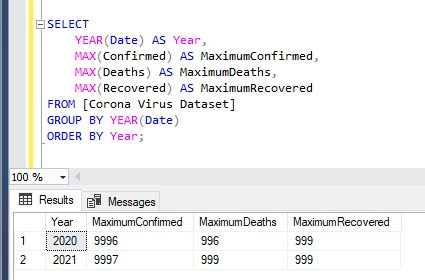 SELECT
YEAR(Date) AS Year,
MAX(Confirmed) AS MaximumConfirmed,
MAX(Deaths) AS MaximumDeaths,
MAX(Recovered) AS MaximumRecovered
FROM [Corona Virus Dataset]
GROUP BY YEAR(Date)
ORDER BY Year;
100 %
Results Messages
Year MaximumConfirmed MaximumDeaths MaximumRecovered
1 2020 9996 996 999
2 2021 9997 999 999